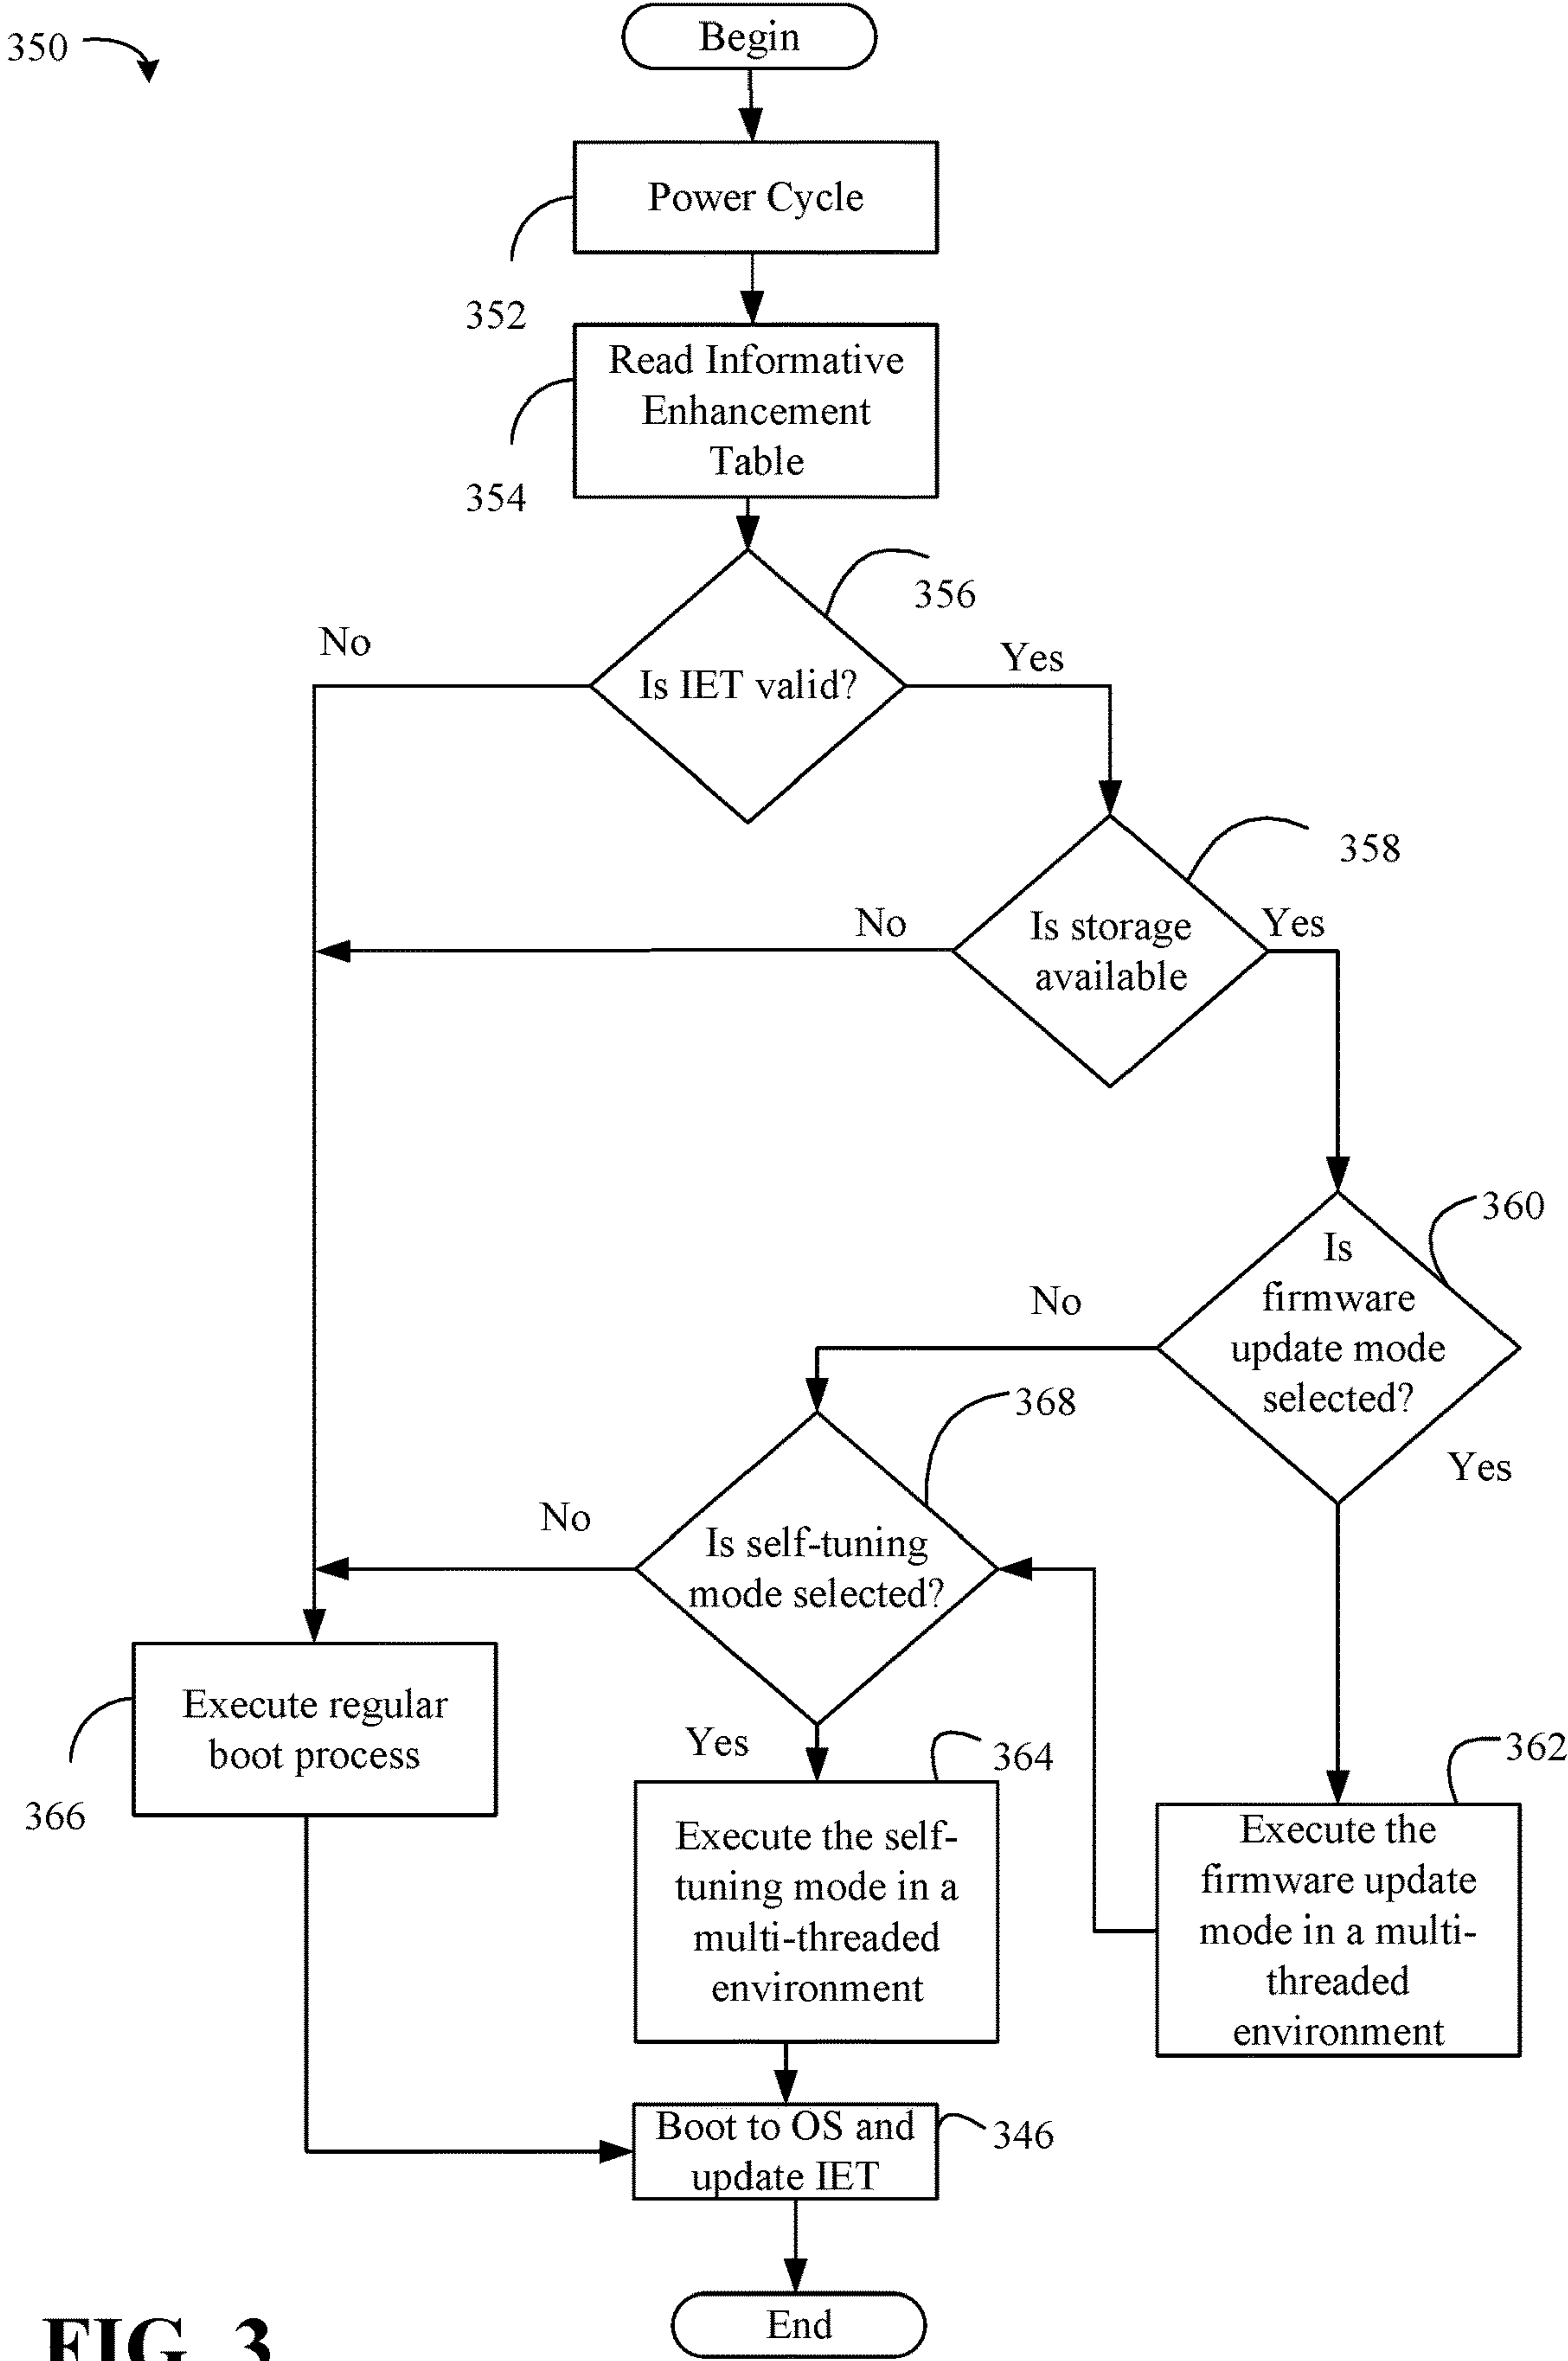 350
Begin
Power Cycle
352
Read Informative
Enhancement
Table
354
356
No
Yes
Is IET valid?
358
No
Yes
Is storage
available
360
Is
firmware
update mode
selected?
No
Yes
368
No
Is self-tuning
mode selected?
Yes
Execute regular
boot process
366
364
Execute the self-
tuning mode in a
multi-threaded
environment
362
Execute the
firmware update
mode in a multi-
threaded
environment
Boot to OS and
update IET
346
End
FIG. 3